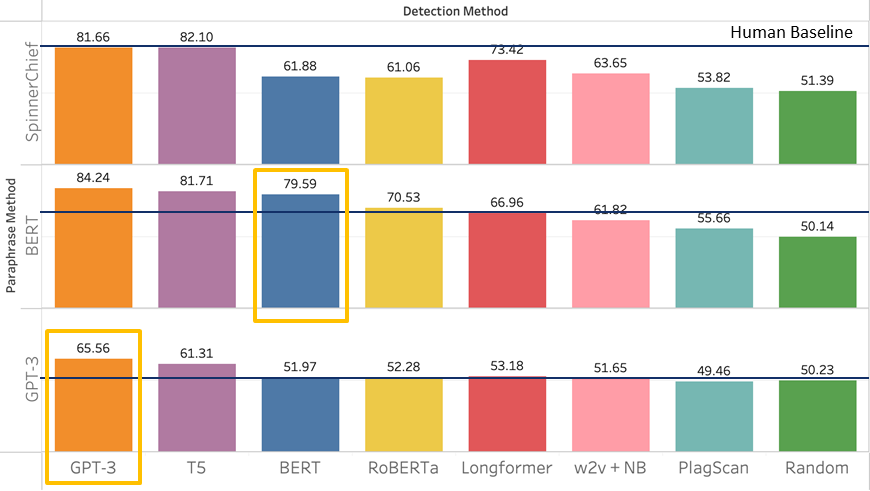 Detection Method
Human Baseline
Paraphrase Method
SpinnerChief
81.66 82.10 61.88 61.06 73.42 63.65 53.82 51.39
BERT
84.24 81.71 79.59 70.53 66.96 61.82 55.66 50.14
GPT-3
65.56 61.31 51.97 52.28 53.18 51.65 49.46 50.23
GPT-3 T5 BERT RoBERTa Longformer w2v + NB PlagScan Random